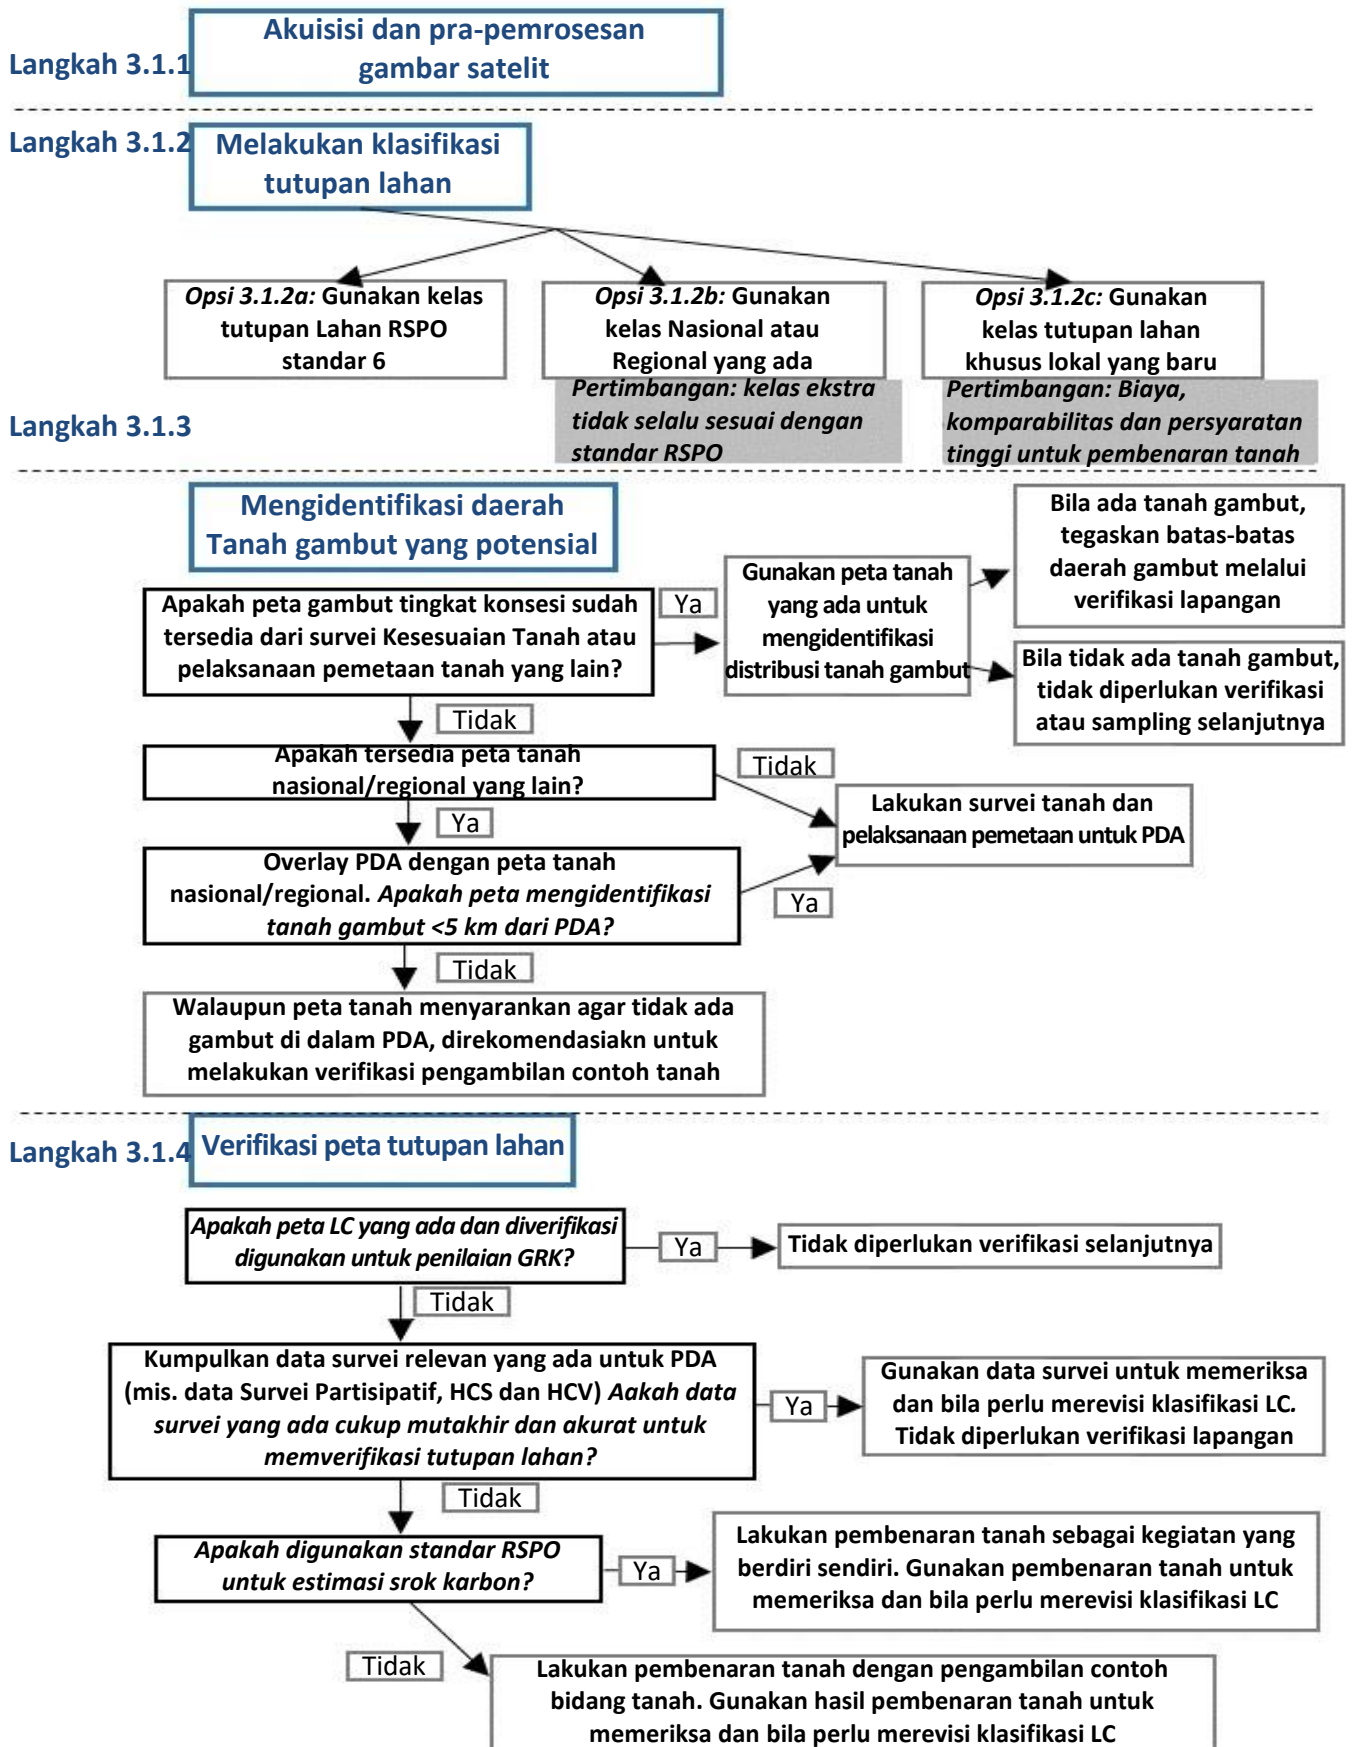 Langkah 3.1.1
Akuisisi dan pra-pemrosesan
gambar satelit
Langkah 3.1.2
Melakukan klasifikasi
tutupan lahan
Opsi 3.1.2a: Gunakan kelas
tutupan Lahan RSPO
standar 6
Opsi 3.1.2b: Gunakan
kelas Nasional atau
Regional yang ada
Pertimbangan: kelas ekstra
tidak selalu sesuai dengan
standar RSPO
Opsi 3.1.2c: Gunakan
kelas tutupan lahan
khusus lokal yang baru
Pertimbangan: Biaya,
komparabilitas dan persyaratan
tinggi untuk pembenaran tanah
Langkah 3.1.3
Mengidentifikasi daerah
Tanah gambut yang potensial
Apakah peta gambut tingkat konsesi sudah
tersedia dari survei Kesesuaian Tanah atau
pelaksanaan pemetaan tanah yang lain?
Ya
Gunakan peta tanah
yang ada untuk
mengidentifikasi
distribusi tanah gambut
Bila ada tanah gambut,
tegaskan batas-batas
daerah gambut melalui
verifikasi lapangan
Bila tidak ada tanah gambut,
tidak diperlukan verifikasi
atau sampling selanjutnya
Tidak
Apakah tersedia peta tanah
nasional/regional yang lain?
Tidak
Lakukan survei tanah dan
pelaksanaan pemetaan untuk PDA
Ya
Overlay PDA dengan peta tanah
nasional/regional. Apakah peta mengidentifikasi
tanah gambut <5 km dari PDA?
Ya
Tidak
Walaupun peta tanah menyarankan agar tidak ada
gambut di dalam PDA, direkomendasiakn untuk
melakukan verifikasi pengambilan contoh tanah
Langkah 3.1.4
Verifikasi peta tutupan lahan
Apakah peta LC yang ada dan diverifikasi
digunakan untuk penilaian GRK?
Ya
Tidak diperlukan verifikasi selanjutnya
Tidak
Kumpulkan data survei relevan yang ada untuk PDA
(mis. data Survei Partisipatif, HCS dan HCV) Aakah data
survei yang ada cukup mutakhir dan akurat untuk
memverifikasi tutupan lahan?
Ya
Gunakan data survei untuk memeriksa
dan bila perlu merevisi klasifikasi LC.
Tidak diperlukan verifikasi lapangan
Tidak
Apakah digunakan standar RSPO
untuk estimasi srok karbon?
Ya
Lakukan pembenaran tanah sebagai kegiatan yang
berdiri sendiri. Gunakan pembenaran tanah untuk
memeriksa dan bila perlu merevisi klasifikasi LC
Tidak
Lakukan pembenaran tanah dengan pengambilan contoh
bidang tanah. Gunakan hasil pembenaran tanah untuk
memeriksa dan bila perlu merevisi klasifikasi LC